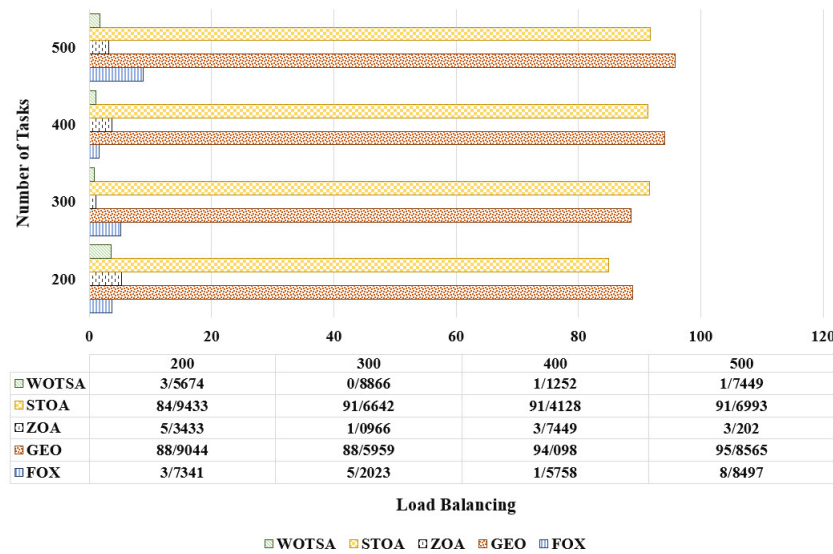 Number of Tasks
500
400
300
200
0 20 40 60 80 100 120
200 300 400 500
WOTSA 3/5674 0/8866 1/1252 1/7449
STOA 84/9433 91/6642 91/4128 91/6993
ZOA 5/3433 1/0966 3/7449 3/202
GEO 88/9044 88/5959 94/098 95/8565
FOX 3/7341 5/2023 1/5758 8/8497
Load Balancing
WOTSA STOA ZOA GEO FOX